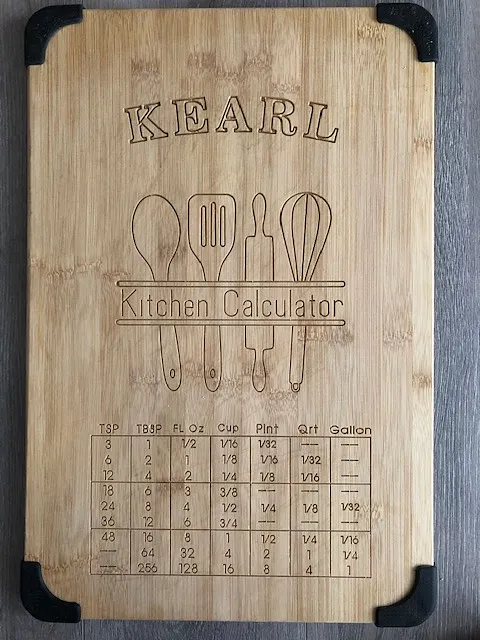 KEARL
Kitchen Calculator
TSP TBSP FL Oz Cup Pint Qrt Gallon
3 1 1/2 1/16 1/32 -- --
6 2 1 1/8 1/16 1/32 --
12 4 2 1/4 1/8 1/16 --
18 6 3 3/8 -- -- --
24 8 4 1/2 1/4 1/8 1/32
36 12 6 3/4 -- -- --
48 16 8 1 1/2 1/4 1/16
-- 64 32 4 2 1 1/4
-- 256 128 16 8 4 1